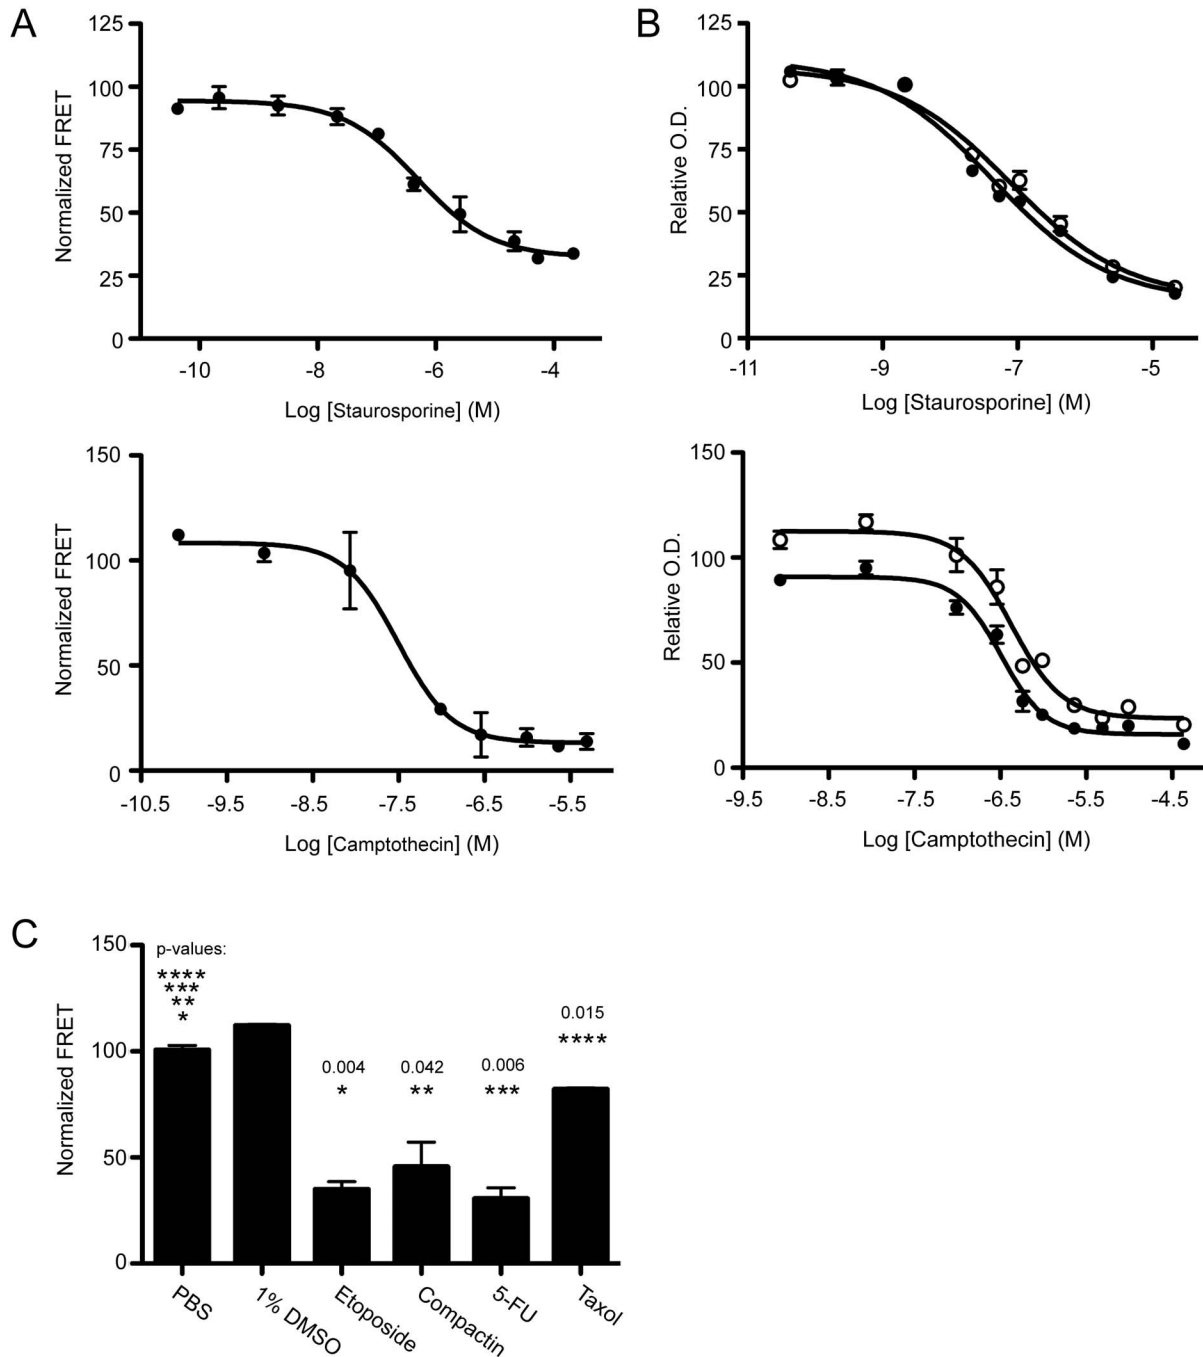 A
125
100
75
50
25
0
Normalized FRET
-10
-8
-6
-4
Log [Staurosporine] (M)
B
125
100
75
50
25
0
Relative O.D.
-11
-9
-7
-5
Log [Staurosporine] (M)
150
100
50
0
Normalized FRET
-10.5
-9.5
-8.5
-7.5
-6.5
-5.5
Log [Camptothecin] (M)
150
100
50
0
Relative O.D.
-9.5
-8.5
-7.5
-6.5
-5.5
-4.5
Log [Camptothecin] (M)
C
150
100
50
0
Normalized FRET
p-values:
****
***
**
*
0.004
*
0.042
**
0.006
***
0.015
****
PBS
1% DMSO
Etoposide
Compactin
5-FU
Taxol